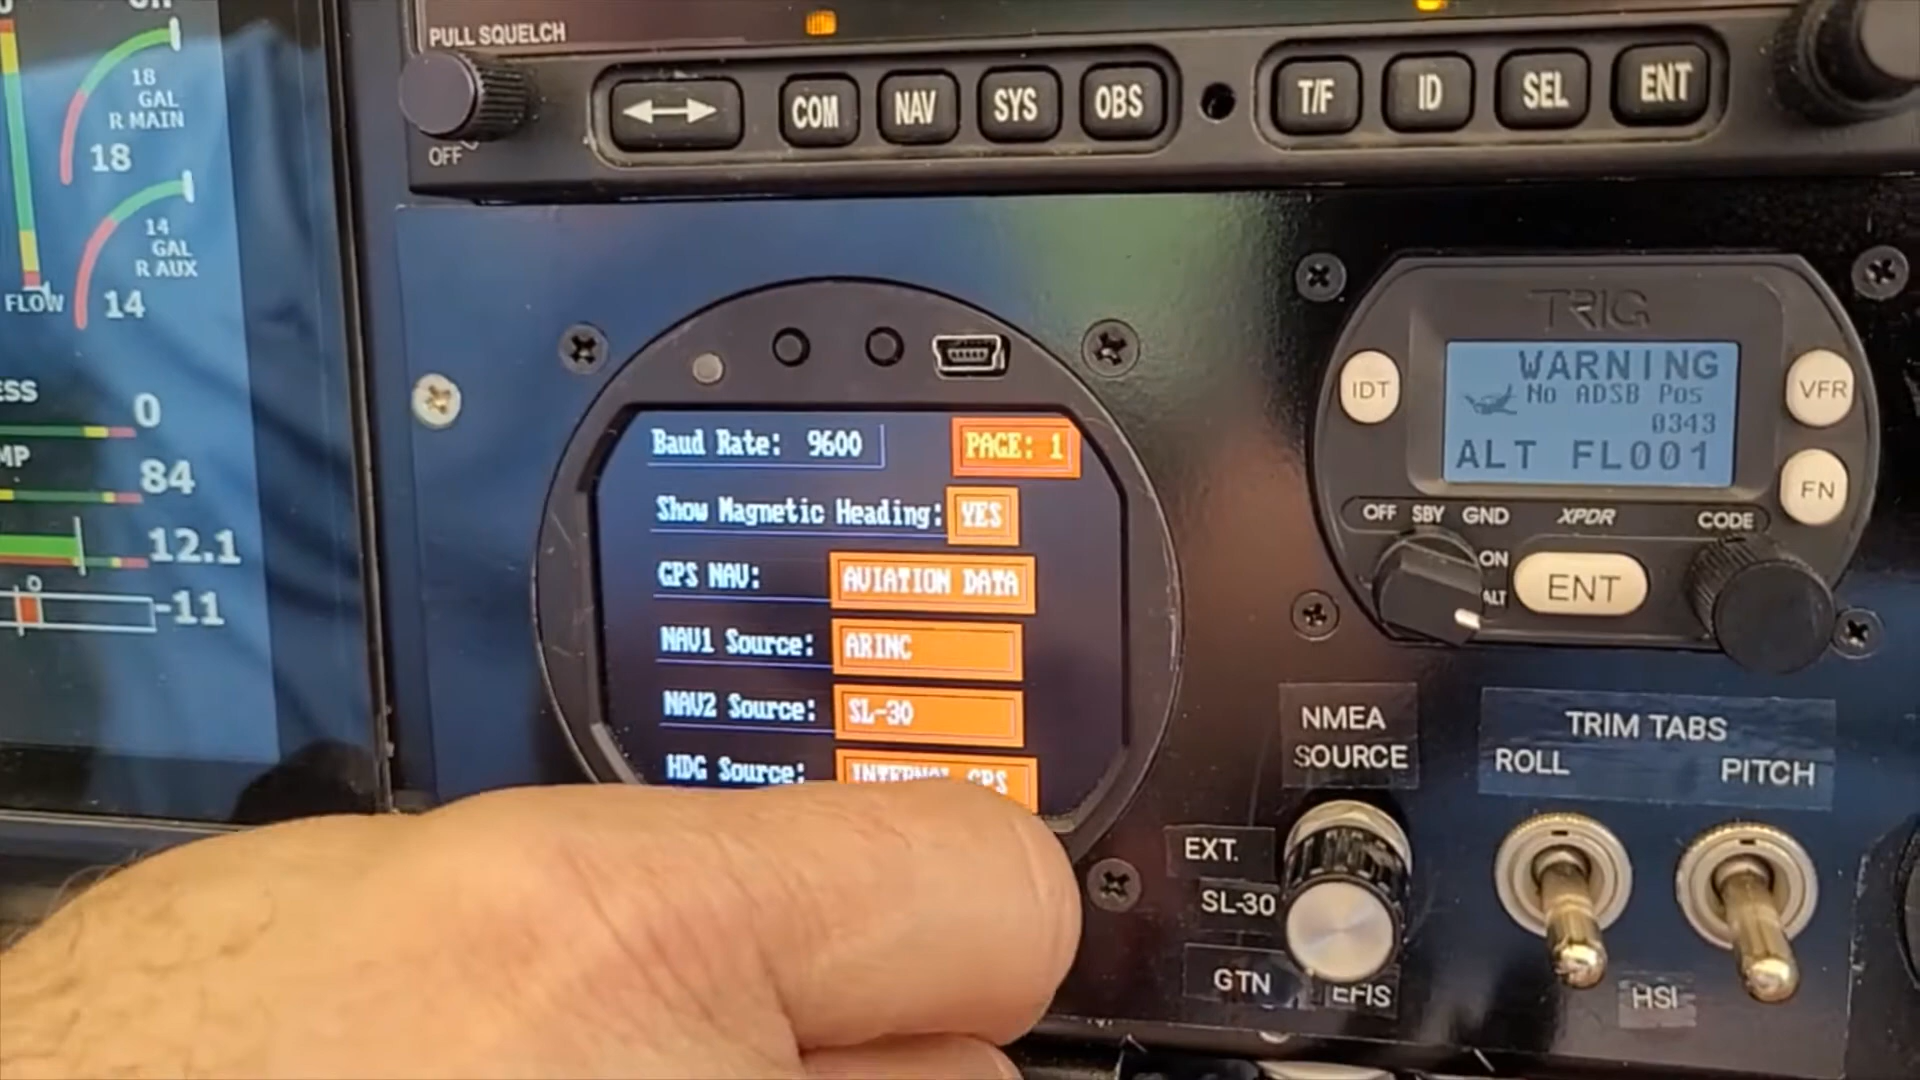 PULL SQUELCH
OFF
COM
NAV
SYS
OBS
T/F
ID
SEL
ENT
18
GAL
R MAIN
18
14
GAL
R AUX
14
FLOW
0
84
12.1
0
-11
Baud Rate: 9600
PAGE: 1
Show Magnetic Heading: YES
GPS NAV: AVIATION DATA
NAV1 Source: ARINC
NAV2 Source: SL-30
HDG Source: INTERNAL GPS
TRIG
WARNING
No ADSB Pos
0343
ALT FL001
IDT
VFR
FN
OFF SBY GND XPDR CODE
ON
ALT
ENT
NMEA
SOURCE
EXT.
SL-30
GTN
EFIS
TRIM TABS
ROLL PITCH
HSI